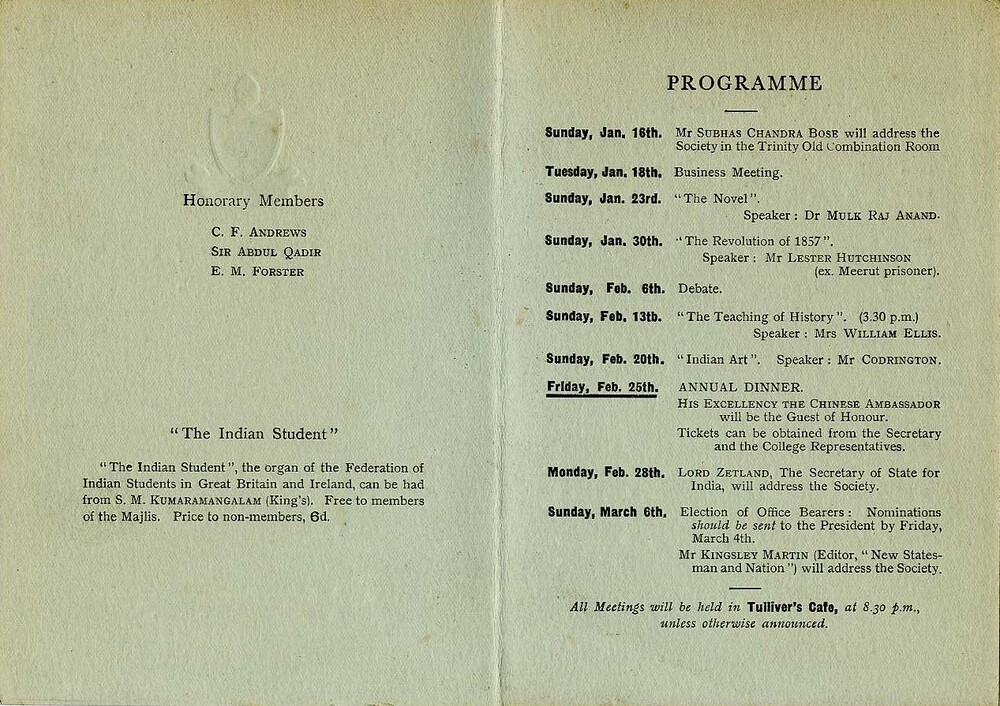 Honorary Members
C. F. ANDREWS
SIR ABDUL QADIR
E. M. FORSTER
"The Indian Student"
"The Indian Student", the organ of the Federation of
Indian Students in Great Britain and Ireland, can be had
from S. M. KUMARAMANGALAM (King's). Free to members
of the Majlis. Price to non-members, 6d.
PROGRAMME
Sunday, Jan. 16th. Mr SUBHAS CHANDRA BOSE will address the
Society in the Trinity Old Combination Room
Tuesday, Jan. 18th. Business Meeting.
Sunday, Jan. 23rd. "The Novel".
Speaker : Dr MULK RAJ ANAND.
Sunday, Jan. 30th. "The Revolution of 1857".
Speaker : Mr LESTER HUTCHINSON
(ex. Meerut prisoner).
Sunday, Feb. 6th. Debate.
Sunday, Feb. 13th. "The Teaching of History". (3.30 p.m.)
Speaker : Mrs WILLIAM ELLIS.
Sunday, Feb. 20th. "Indian Art". Speaker : Mr CODRINGTON.
Friday, Feb. 25th. ANNUAL DINNER.
HIS EXCELLENCY THE CHINESE AMBASSADOR
will be the Guest of Honour.
Tickets can be obtained from the Secretary
and the College Representatives.
Monday, Feb. 28th. LORD ZETLAND, The Secretary of State for
India, will address the Society.
Sunday, March 6th. Election of Office Bearers : Nominations
should be sent to the President by Friday,
March 4th.
Mr KINGSLEY MARTIN (Editor, "New States-
man and Nation") will address the Society.
All Meetings will be held in Tulliver's Cafe, at 8.30 p.m.,
unless otherwise announced.